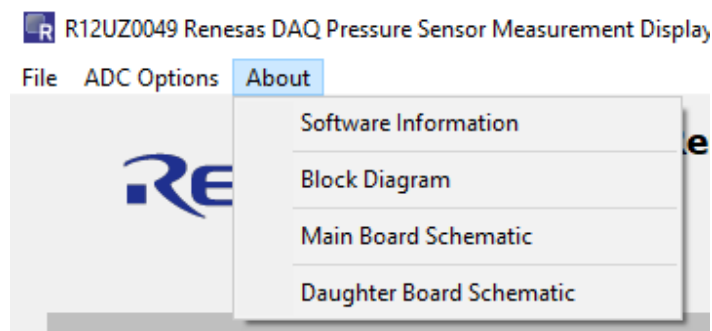 R12UZ0049 Renesas DAQ Pressure Sensor Measurement Display
File ADC Options About
Software Information
Block Diagram
Main Board Schematic
Daughter Board Schematic